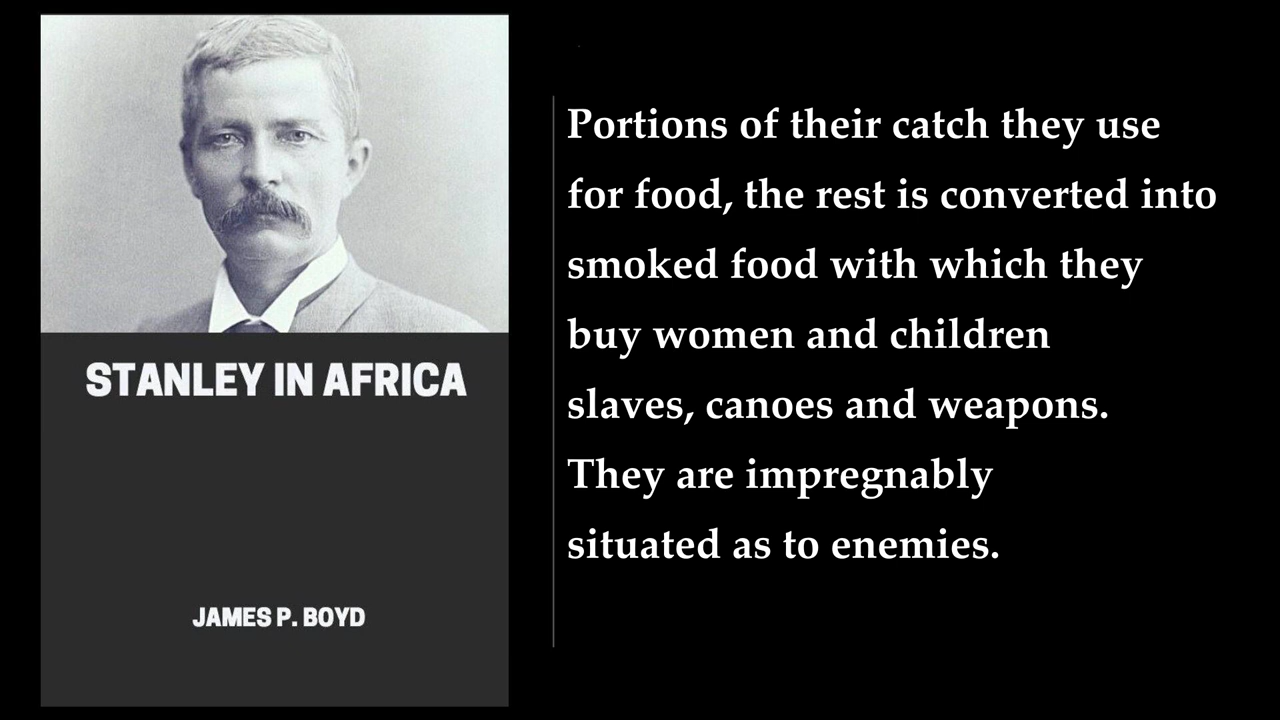 STANLEY IN AFRICA
JAMES P. BOYD
Portions of their catch they use
for food, the rest is converted into
smoked food with which they
buy women and children
slaves, canoes and weapons.
They are impregnably
situated as to enemies.